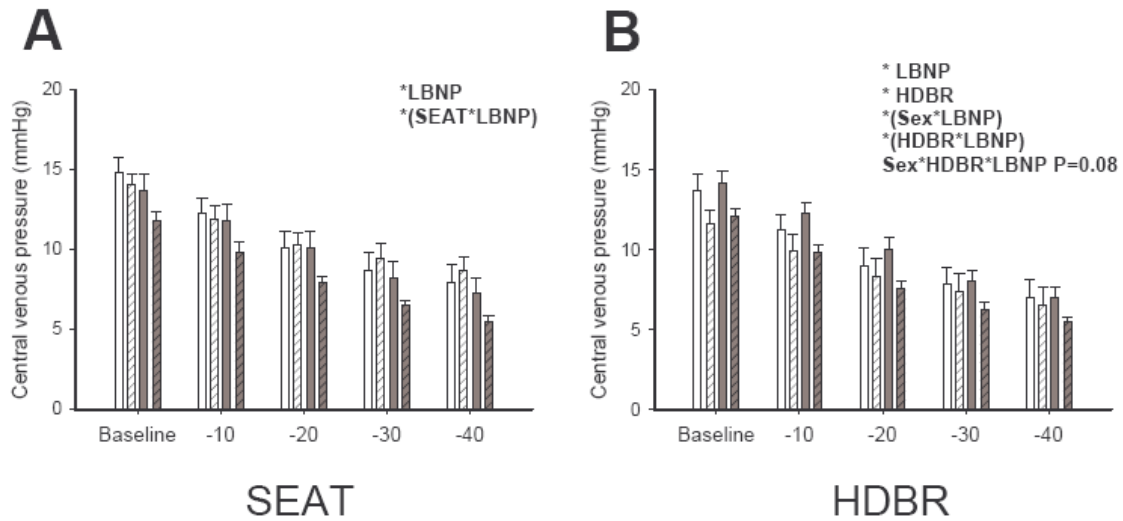 A
*LBNP
*(SEAT*LBNP)
Central venous pressure (mmHg)
20
15
10
5
0
Baseline -10 -20 -30 -40
SEAT
B
* LBNP
* HDBR
*(Sex*LBNP)
*(HDBR*LBNP)
Sex*HDBR*LBNP P=0.08
Central venous pressure (mmHg)
20
15
10
5
0
Baseline -10 -20 -30 -40
HDBR